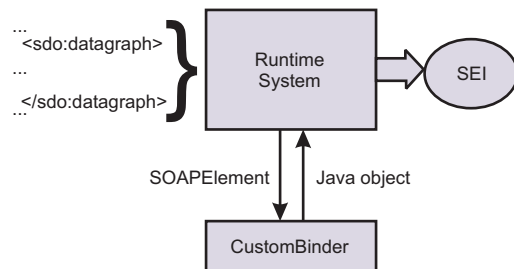 ...
<sdo:datagraph>
...
</sdo:datagraph>
...
Runtime
System
SEI
SOAPElement
Java object
CustomBinder